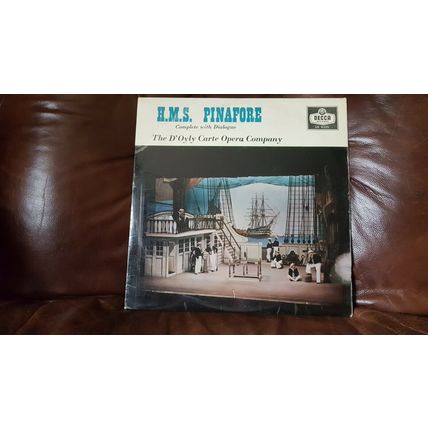 H.M.S. PINAFORE
Complete with Dialogue
The D'Oyly Carte Opera Company
DECCA